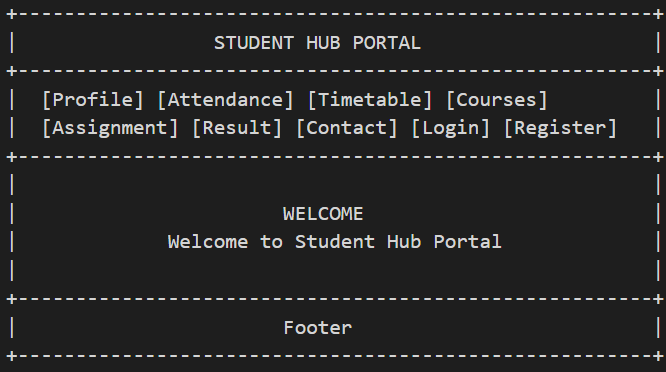 STUDENT HUB PORTAL
[Profile] [Attendance] [Timetable] [Courses]
[Assignment] [Result] [Contact] [Login] [Register]
WELCOME
Welcome to Student Hub Portal
Footer